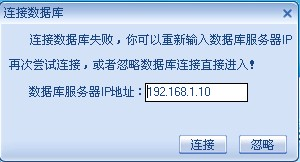 连接数据库
连接数据库失败，你可以重新输入数据库服务器IP
再次尝试连接，或者忽略数据库连接直接进入！
数据库服务器IP地址：192.168.1.10
连接 忽略